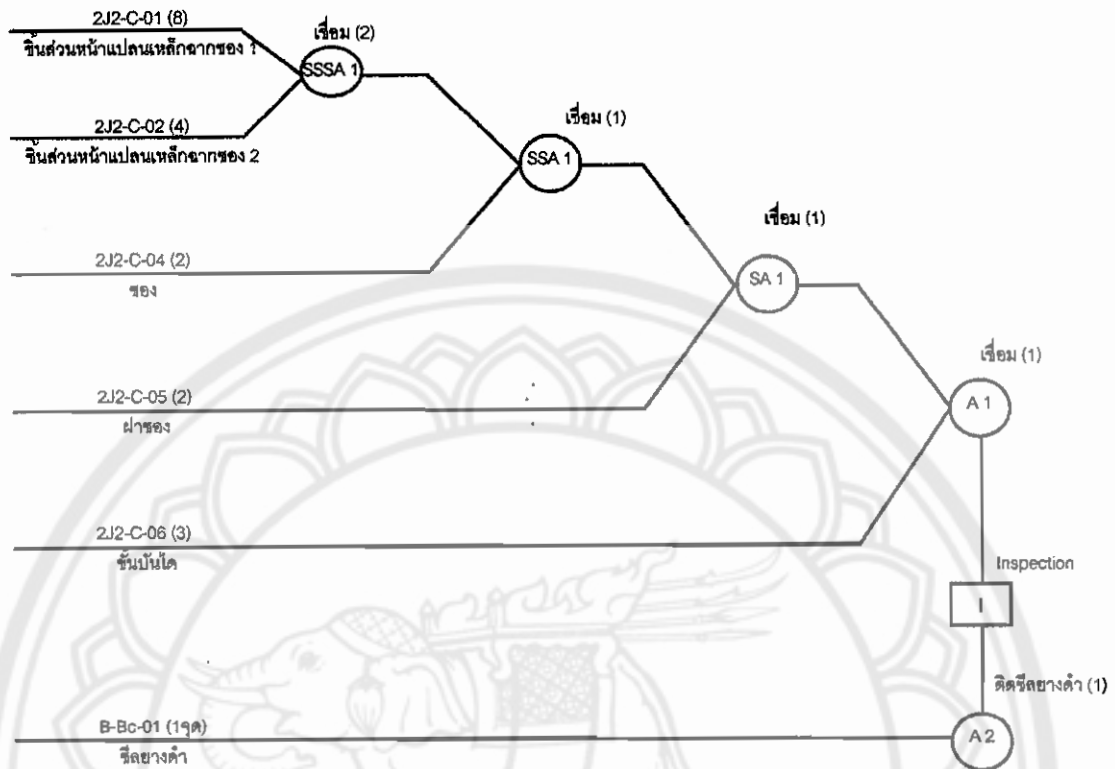 2J2-C-01 (8)
ชิ้นส่วนหน้าแปลนเหล็กฉากซอง 1
เชื่อม (2)
SSSA 1
2J2-C-02 (4)
ชิ้นส่วนหน้าแปลนเหล็กฉากซอง 2
เชื่อม (1)
SSA 1
2J2-C-04 (2)
ซอง
เชื่อม (1)
SA 1
2J2-C-05 (2)
ฝาซอง
เชื่อม (1)
A 1
2J2-C-06 (3)
ขั้นบันได
Inspection
I
ติดซีลยางดำ (1)
B-Bc-01 (1จุด)
ซีลยางดำ
A 2